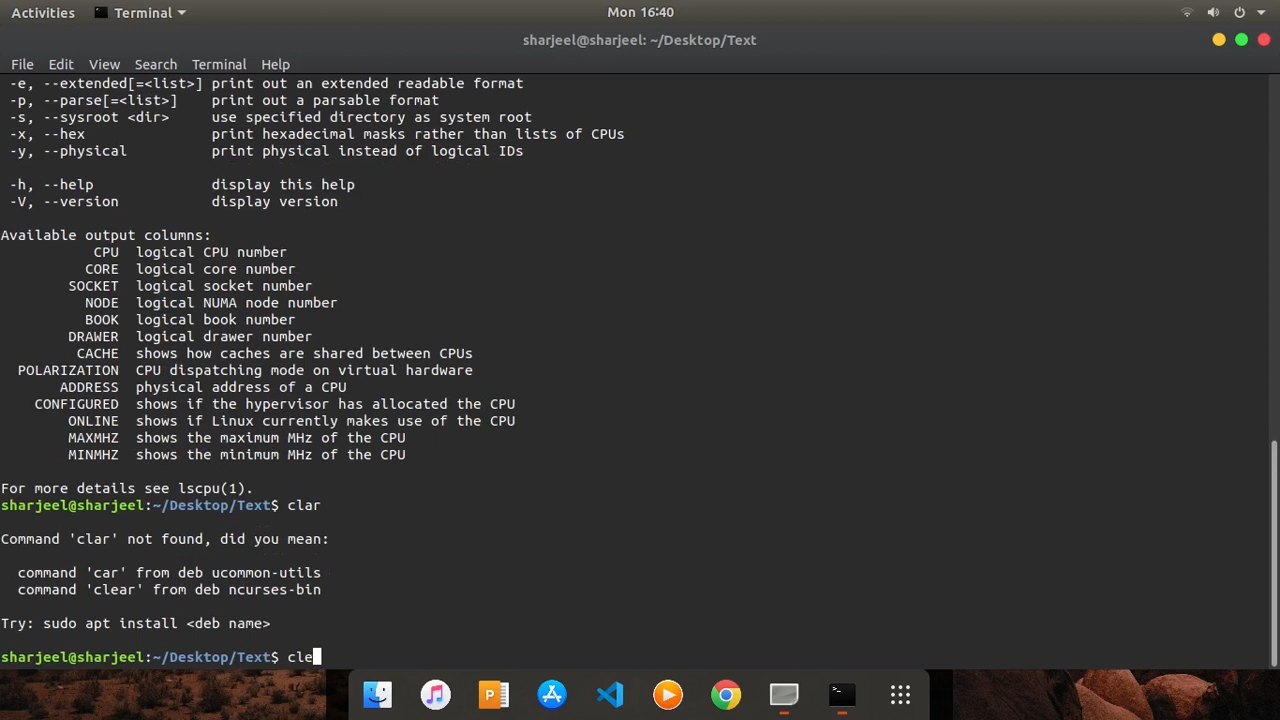 Activities
Terminal
Mon 16:40
sharjeel@sharjeel: ~/Desktop/Text
File Edit View Search Terminal Help
-e, --extended[=<list>] print out an extended readable format
-p, --parse[=<list>] print out a parsable format
-s, --sysroot <dir> use specified directory as system root
-x, --hex print hexadecimal masks rather than lists of CPUs
-y, --physical print physical instead of logical IDs
-h, --help display this help
-V, --version display version
Available output columns:
CPU logical CPU number
CORE logical core number
SOCKET logical socket number
NODE logical NUMA node number
BOOK logical book number
DRAWER logical drawer number
CACHE shows how caches are shared between CPUs
POLARIZATION CPU dispatching mode on virtual hardware
ADDRESS physical address of a CPU
CONFIGURED shows if the hypervisor has allocated the CPU
ONLINE shows if Linux currently makes use of the CPU
MAXMHZ shows the maximum MHz of the CPU
MINMHZ shows the minimum MHz of the CPU
For more details see lscpu(1).
sharjeel@sharjeel:~/Desktop/Text$ clar
Command 'clar' not found, did you mean:
command 'car' from deb ucommon-utils
command 'clear' from deb ncurses-bin
Try: sudo apt install <deb name>
sharjeel@sharjeel:~/Desktop/Text$ cle